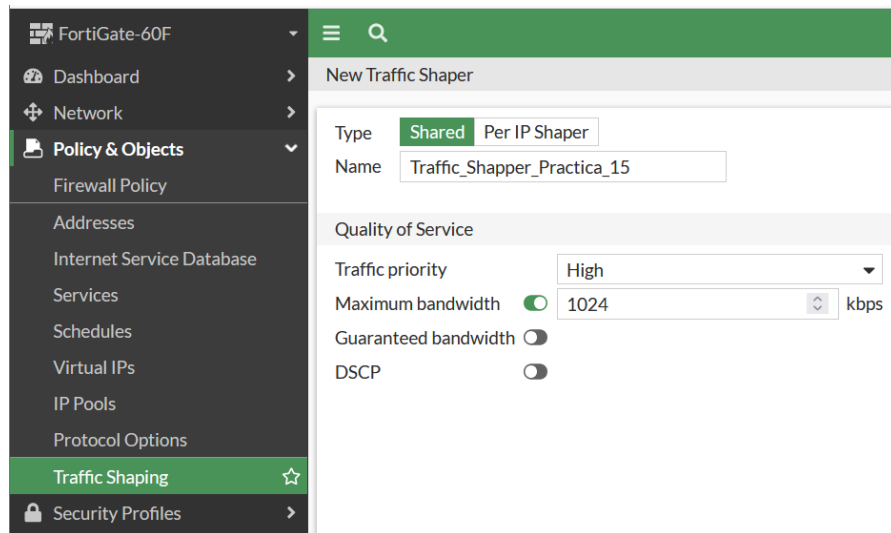 FortiGate-60F
Dashboard
Network
Policy & Objects
Firewall Policy
Addresses
Internet Service Database
Services
Schedules
Virtual IPs
IP Pools
Protocol Options
Traffic Shaping
Security Profiles
New Traffic Shaper
Type Shared Per IP Shaper
Name Traffic_Shapper_Practica_15
Quality of Service
Traffic priority High
Maximum bandwidth 1024 kbps
Guaranteed bandwidth
DSCP